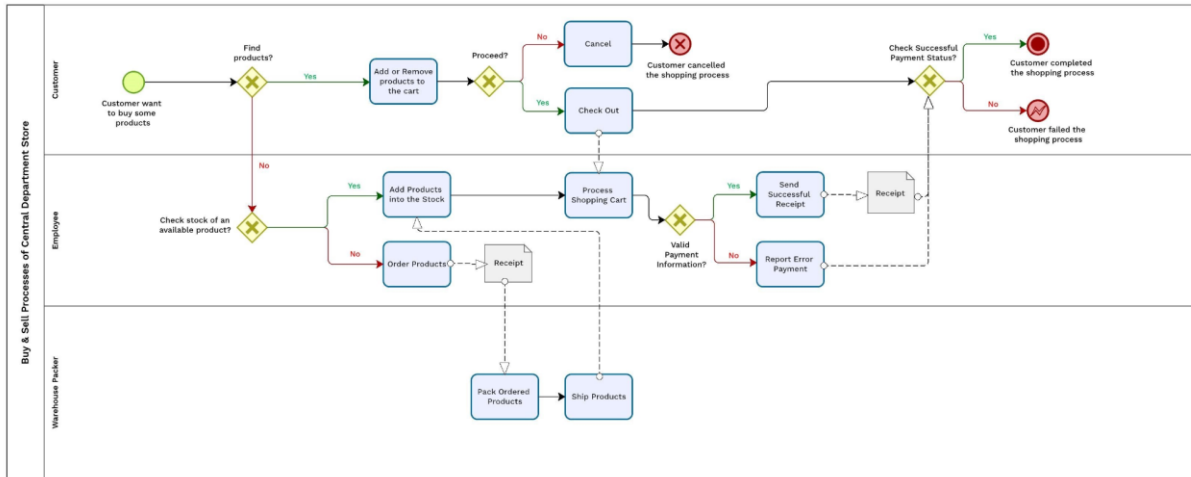 Buy & Sell Processes of Central Department Store
Customer
Find
products?
Customer want
to buy some
products
Yes
No
Add or Remove
products to
the cart
Proceed?
No
Yes
Cancel
Customer cancelled
the shopping process
Check Out
Check Successful
Payment Status?
Yes
Customer completed
the shopping process
No
Customer failed the
shopping process
Employee
Check stock of an
available product?
Yes
No
Add Products
into the Stock
Order Products
Receipt
Process
Shopping Cart
Valid
Payment
Information?
Yes
No
Send
Successful
Receipt
Receipt
Report Error
Payment
Warehouse Packer
Pack Ordered
Products
Ship Products